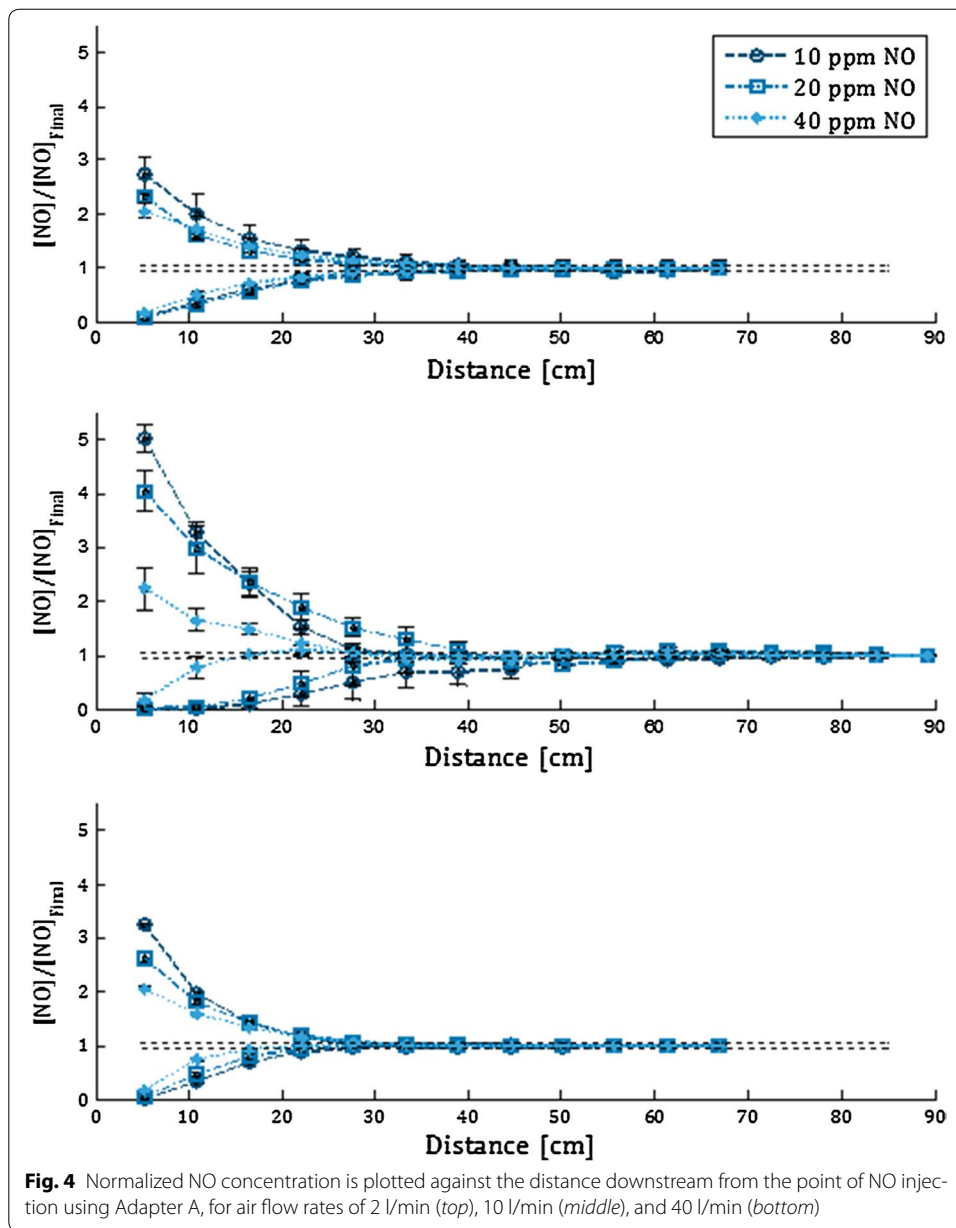 5
4
3
2
1
0
[NO]/[NO]Final
10 ppm NO
20 ppm NO
40 ppm NO
0 10 20 30 40 50 60 70 80 90
Distance [cm]
5
4
3
2
1
0
[NO]/[NO]Final
0 10 20 30 40 50 60 70 80 90
Distance [cm]
5
4
3
2
1
0
[NO]/[NO]Final
0 10 20 30 40 50 60 70 80 90
Distance [cm]
Fig. 4 Normalized NO concentration is plotted against the distance downstream from the point of NO injec-
tion using Adapter A, for air flow rates of 2 l/min (top), 10 l/min (middle), and 40 l/min (bottom)